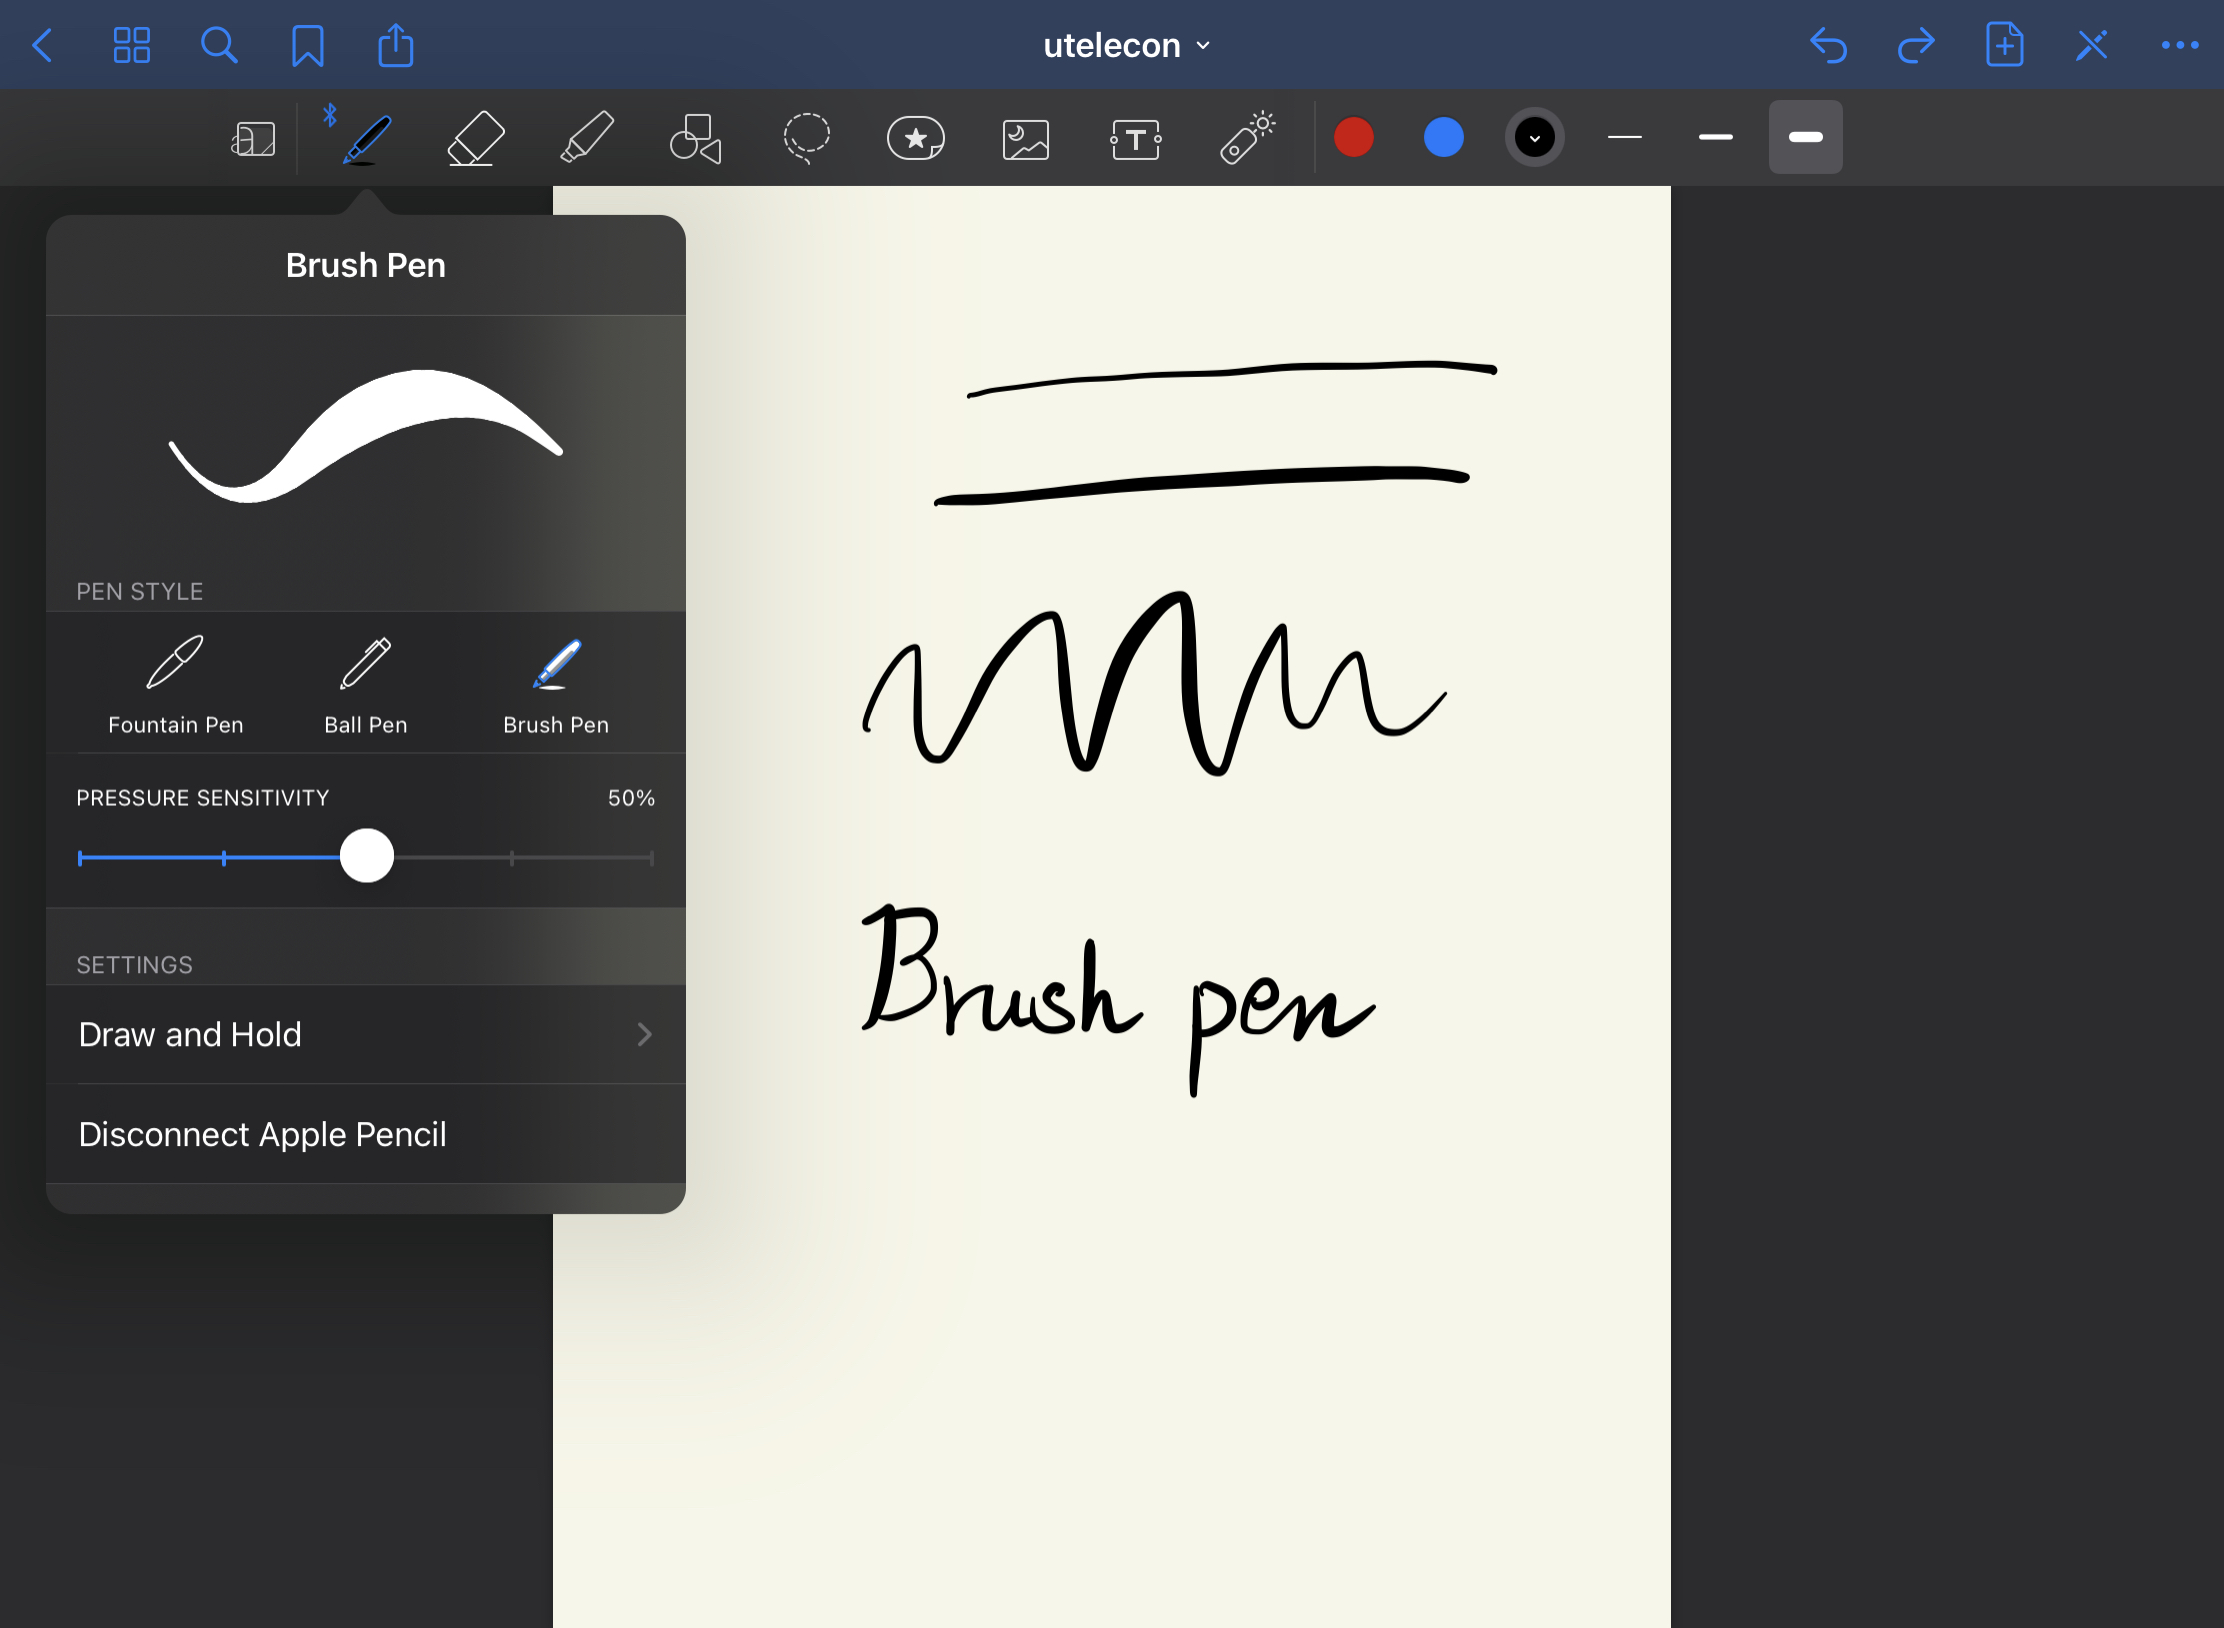 utelecon
Brush Pen
PEN STYLE
Fountain Pen
Ball Pen
Brush Pen
PRESSURE SENSITIVITY
50%
SETTINGS
Draw and Hold
Disconnect Apple Pencil
Brush pen